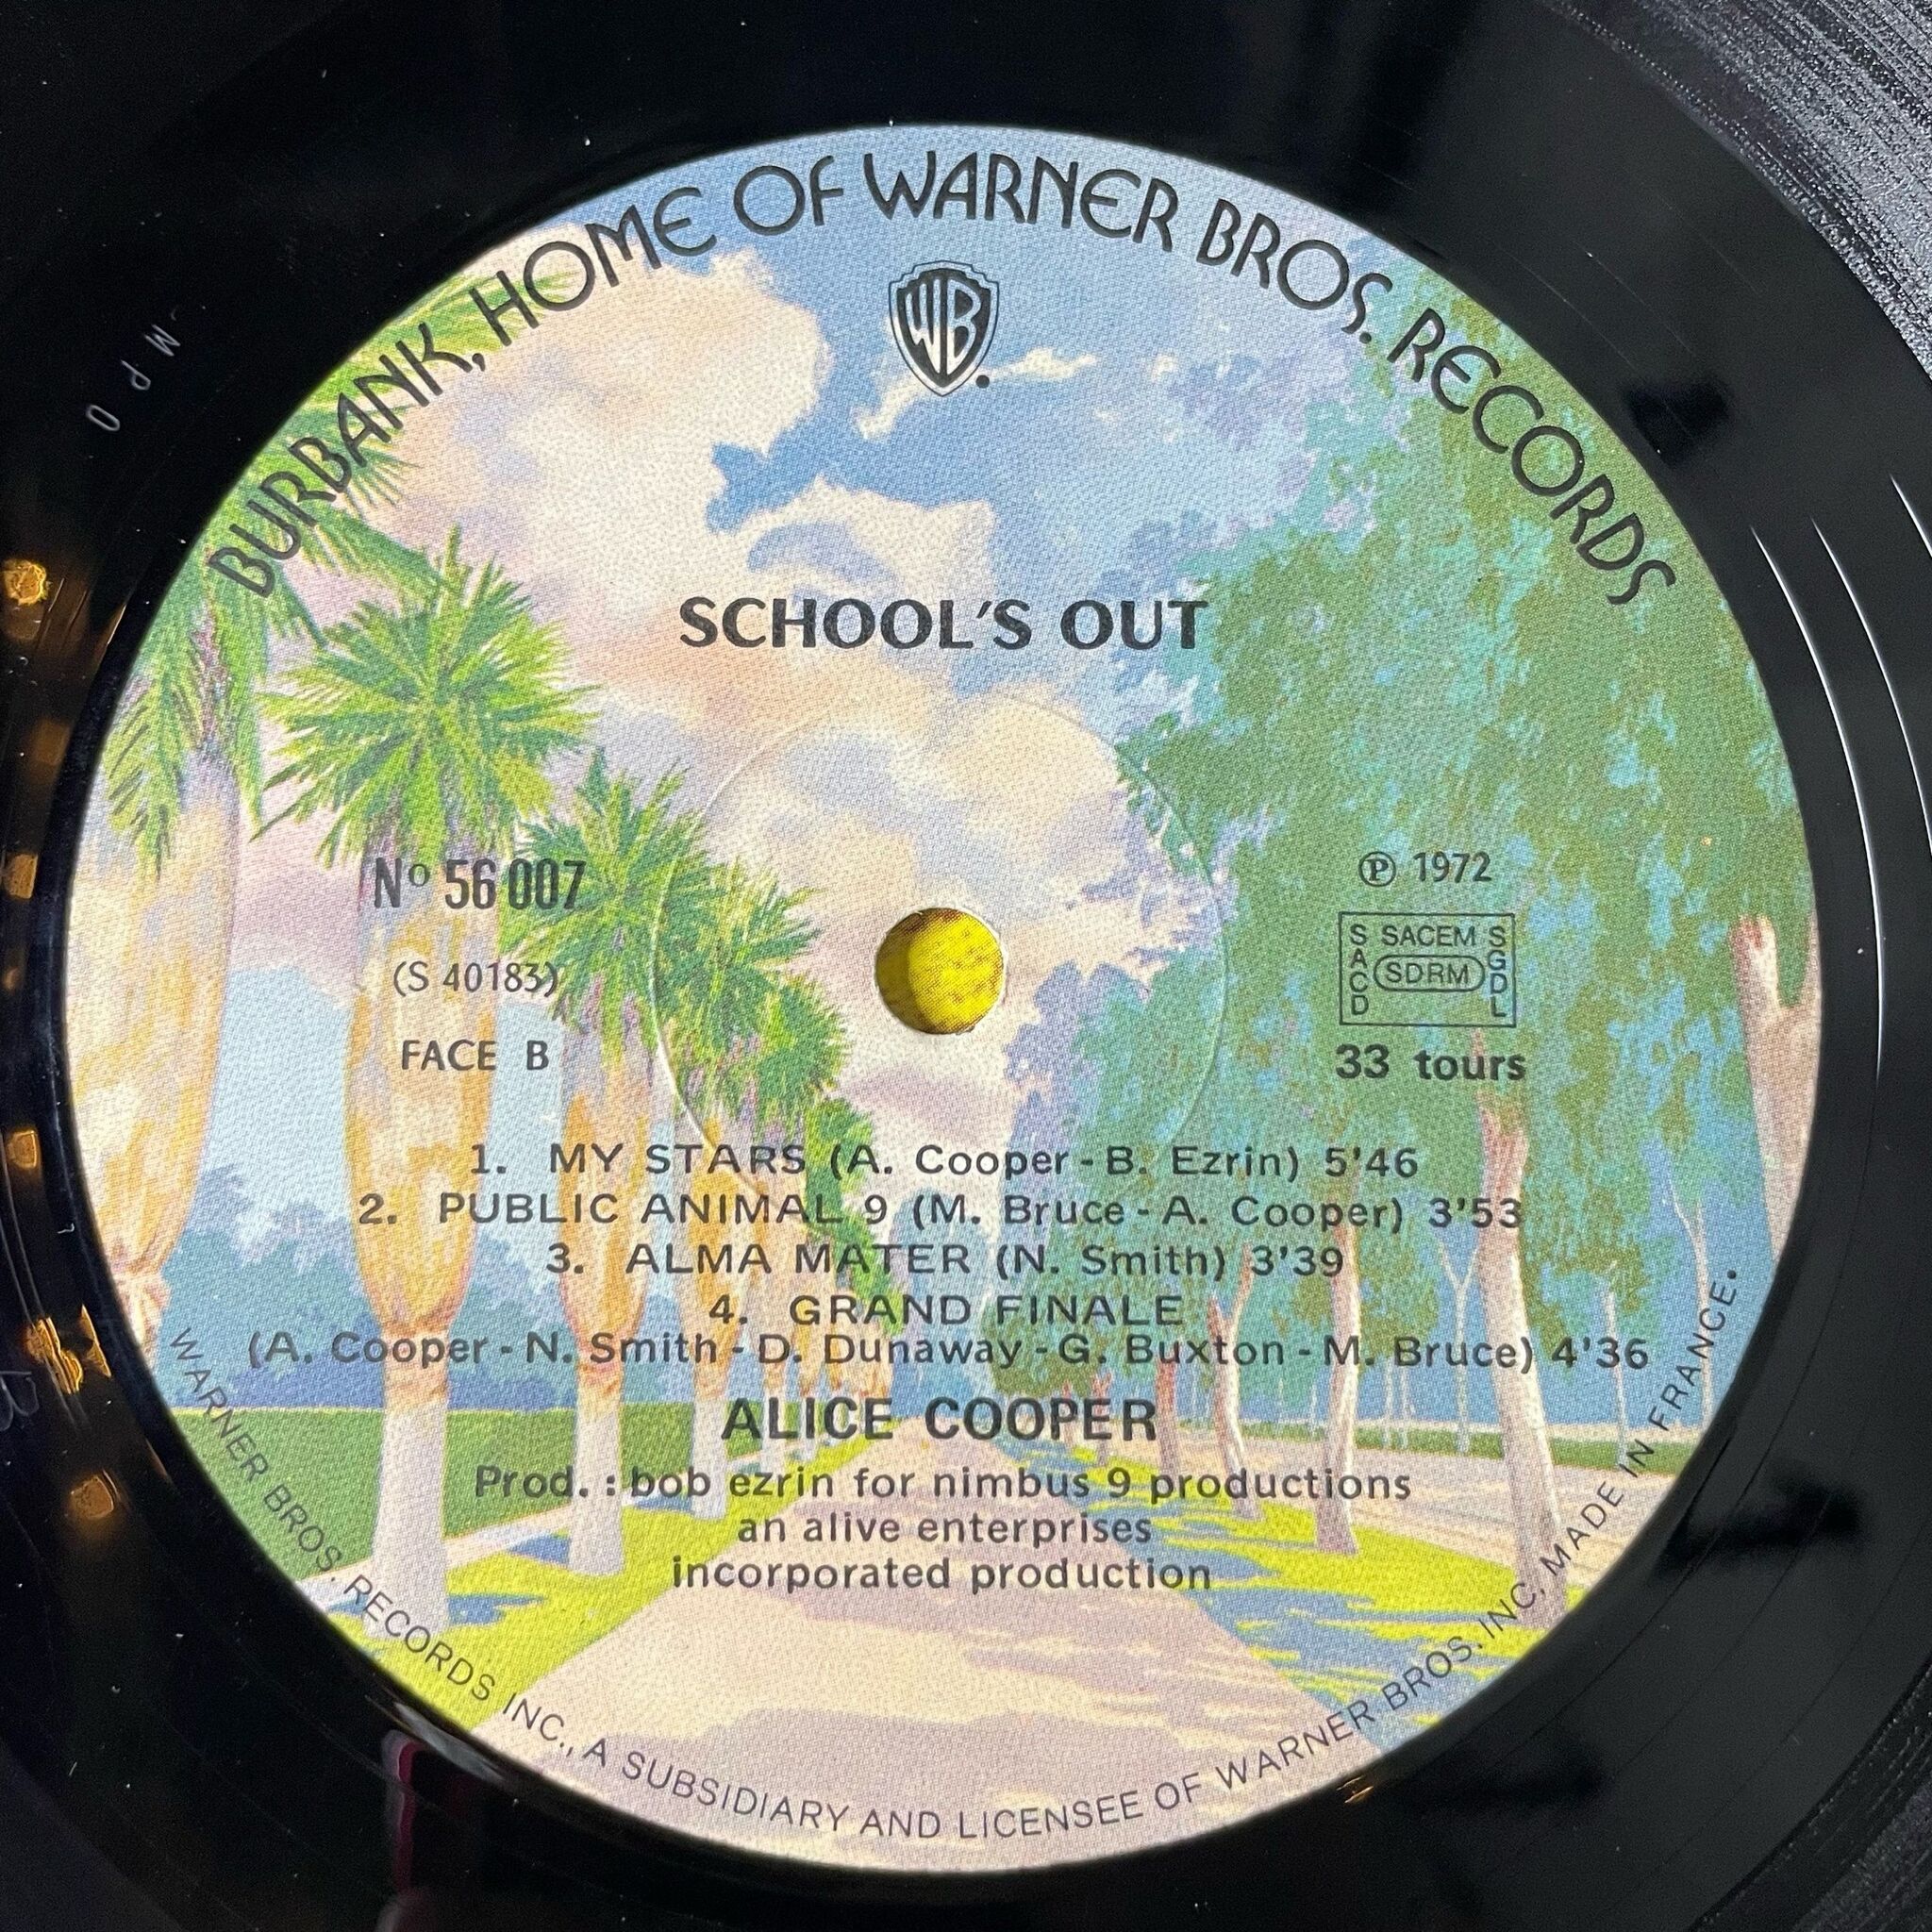 BURBANK, HOME OF WARNER BROS. RECORDS
WB
SCHOOL'S OUT
Nº 56 007
(S 40183)
FACE B
℗ 1972
SACEM
SACD
SDRM
SGDL
33 tours
1. MY STARS (A. Cooper - B. Ezrin) 5'46
2. PUBLIC ANIMAL 9 (M. Bruce - A. Cooper) 3'53
3. ALMA MATER (N. Smith) 3'39
4. GRAND FINALE
(A. Cooper - N. Smith - D. Dunaway - G. Buxton - M. Bruce) 4'36
ALICE COOPER
Prod. : bob ezrin for nimbus 9 productions
an alive enterprises
incorporated production
WARNER BROS. RECORDS INC., A SUBSIDIARY AND LICENSEE OF WARNER BROS. INC. MADE IN FRANCE.
M P O